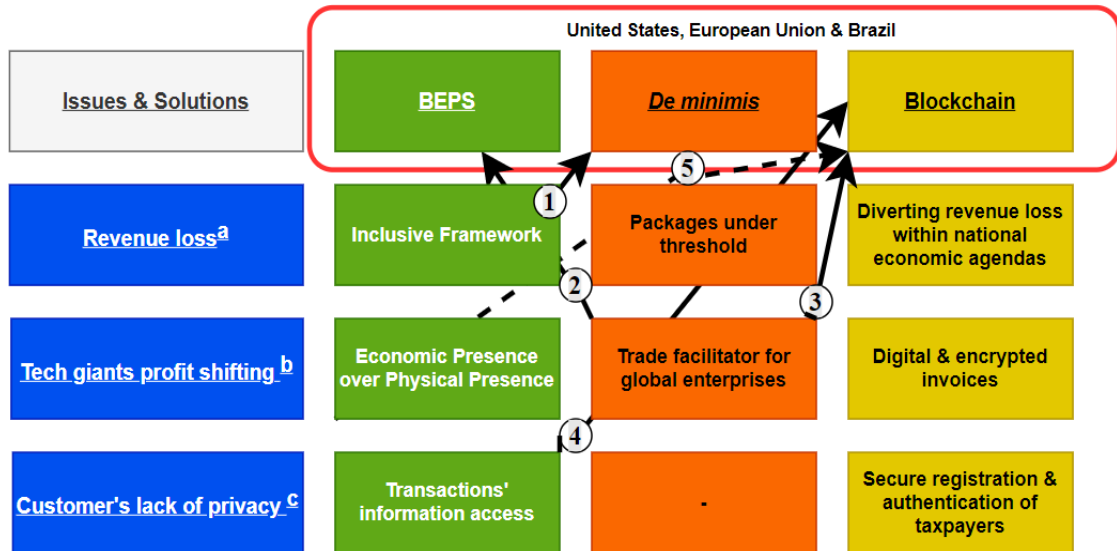 United States, European Union & Brazil
Issues & Solutions
BEPS
De minimis
Blockchain
5
1
Revenue loss a
Inclusive Framework
Packages under
threshold
Diverting revenue loss
within national
economic agendas
2
3
Tech giants profit shifting b
Economic Presence
over Physical Presence
Trade facilitator for
global enterprises
Digital & encrypted
invoices
4
Customer's lack of privacy c
Transactions'
information access
-
Secure registration &
authentication of
taxpayers